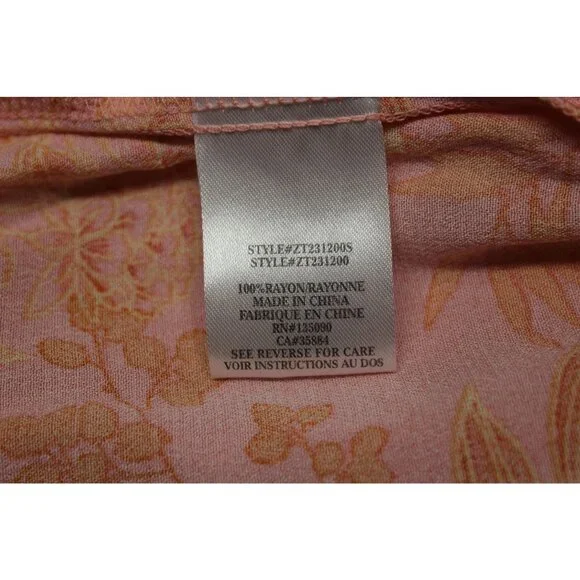 STYLE#ZT231200S
STYLE#ZT231200
100%RAYON/RAYONNE
MADE IN CHINA
FABRIQUE EN CHINE
RN#135090
CA#35884
SEE REVERSE FOR CARE
VOIR INSTRUCTIONS AU DOS